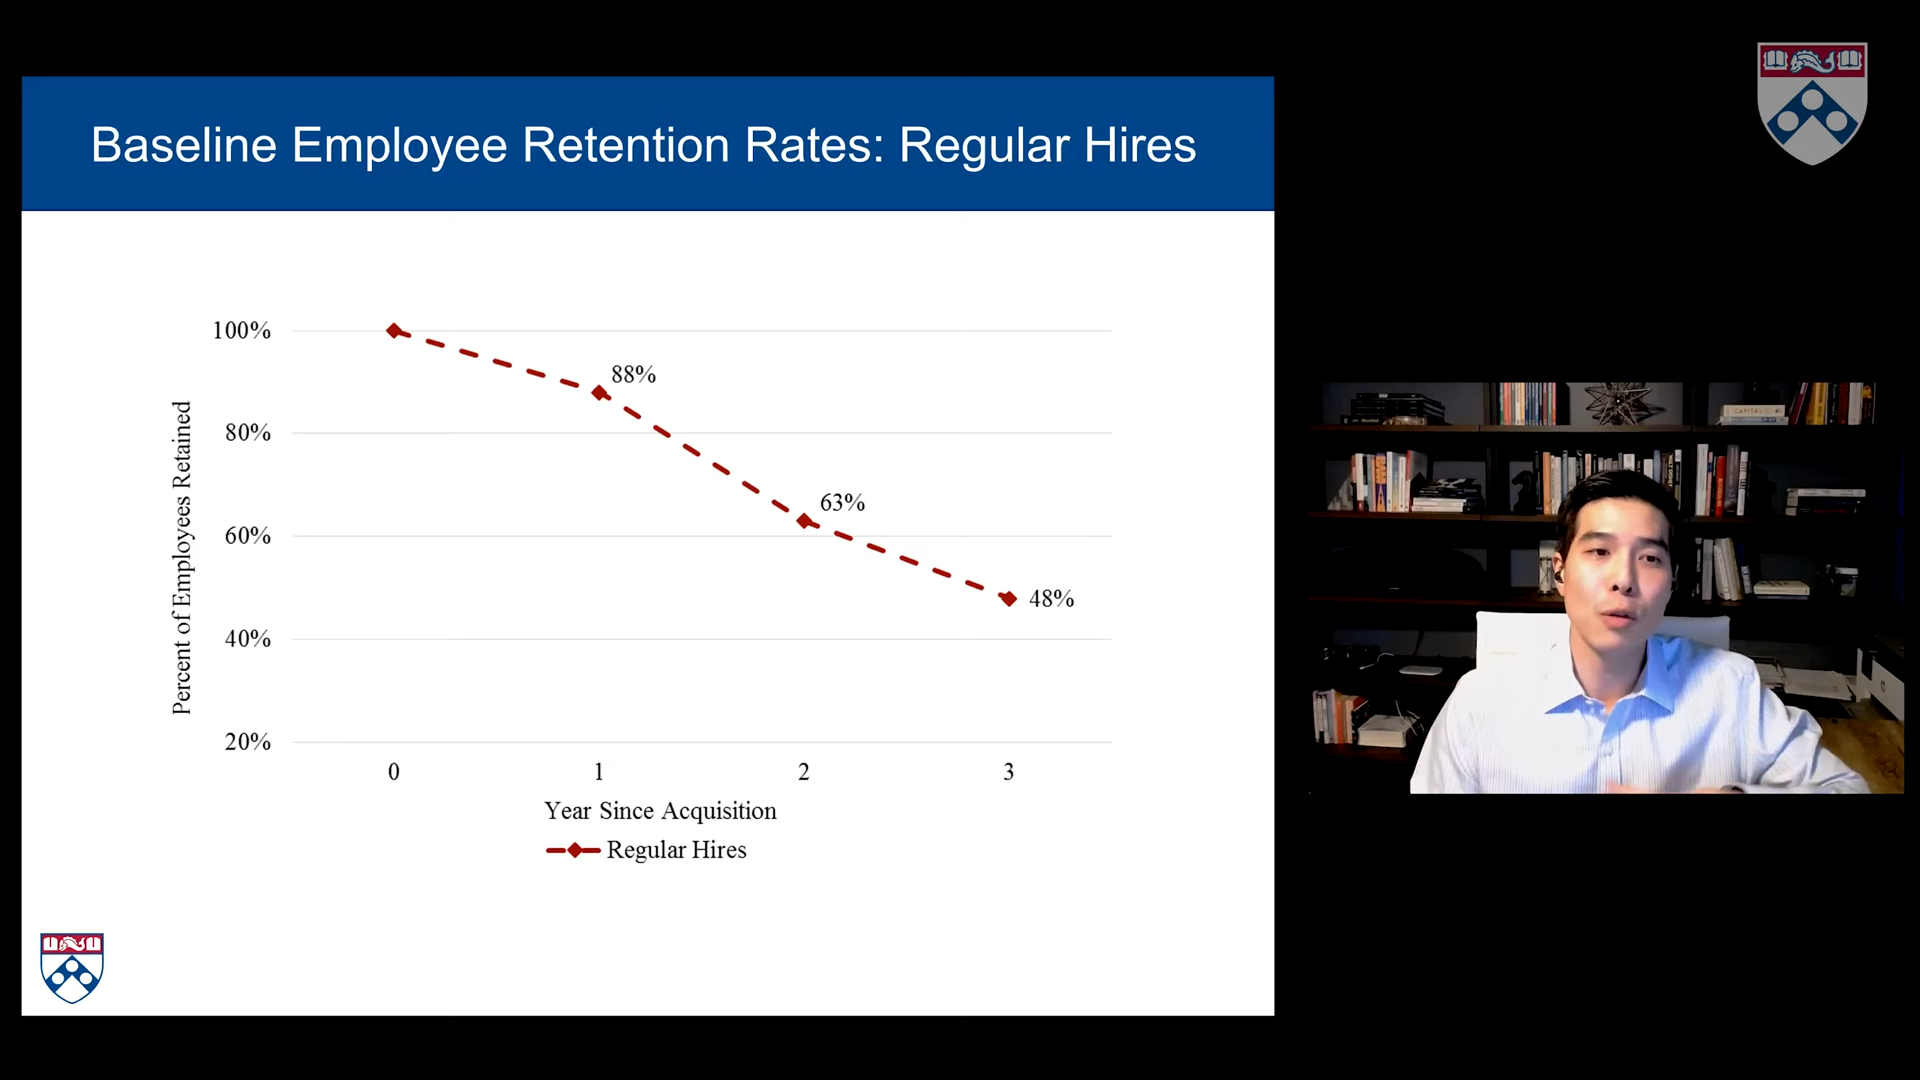 Baseline Employee Retention Rates: Regular Hires
100%
80%
60%
40%
20%
Percent of Employees Retained
88%
63%
48%
0 1 2 3
Year Since Acquisition
Regular Hires
CAPITAL